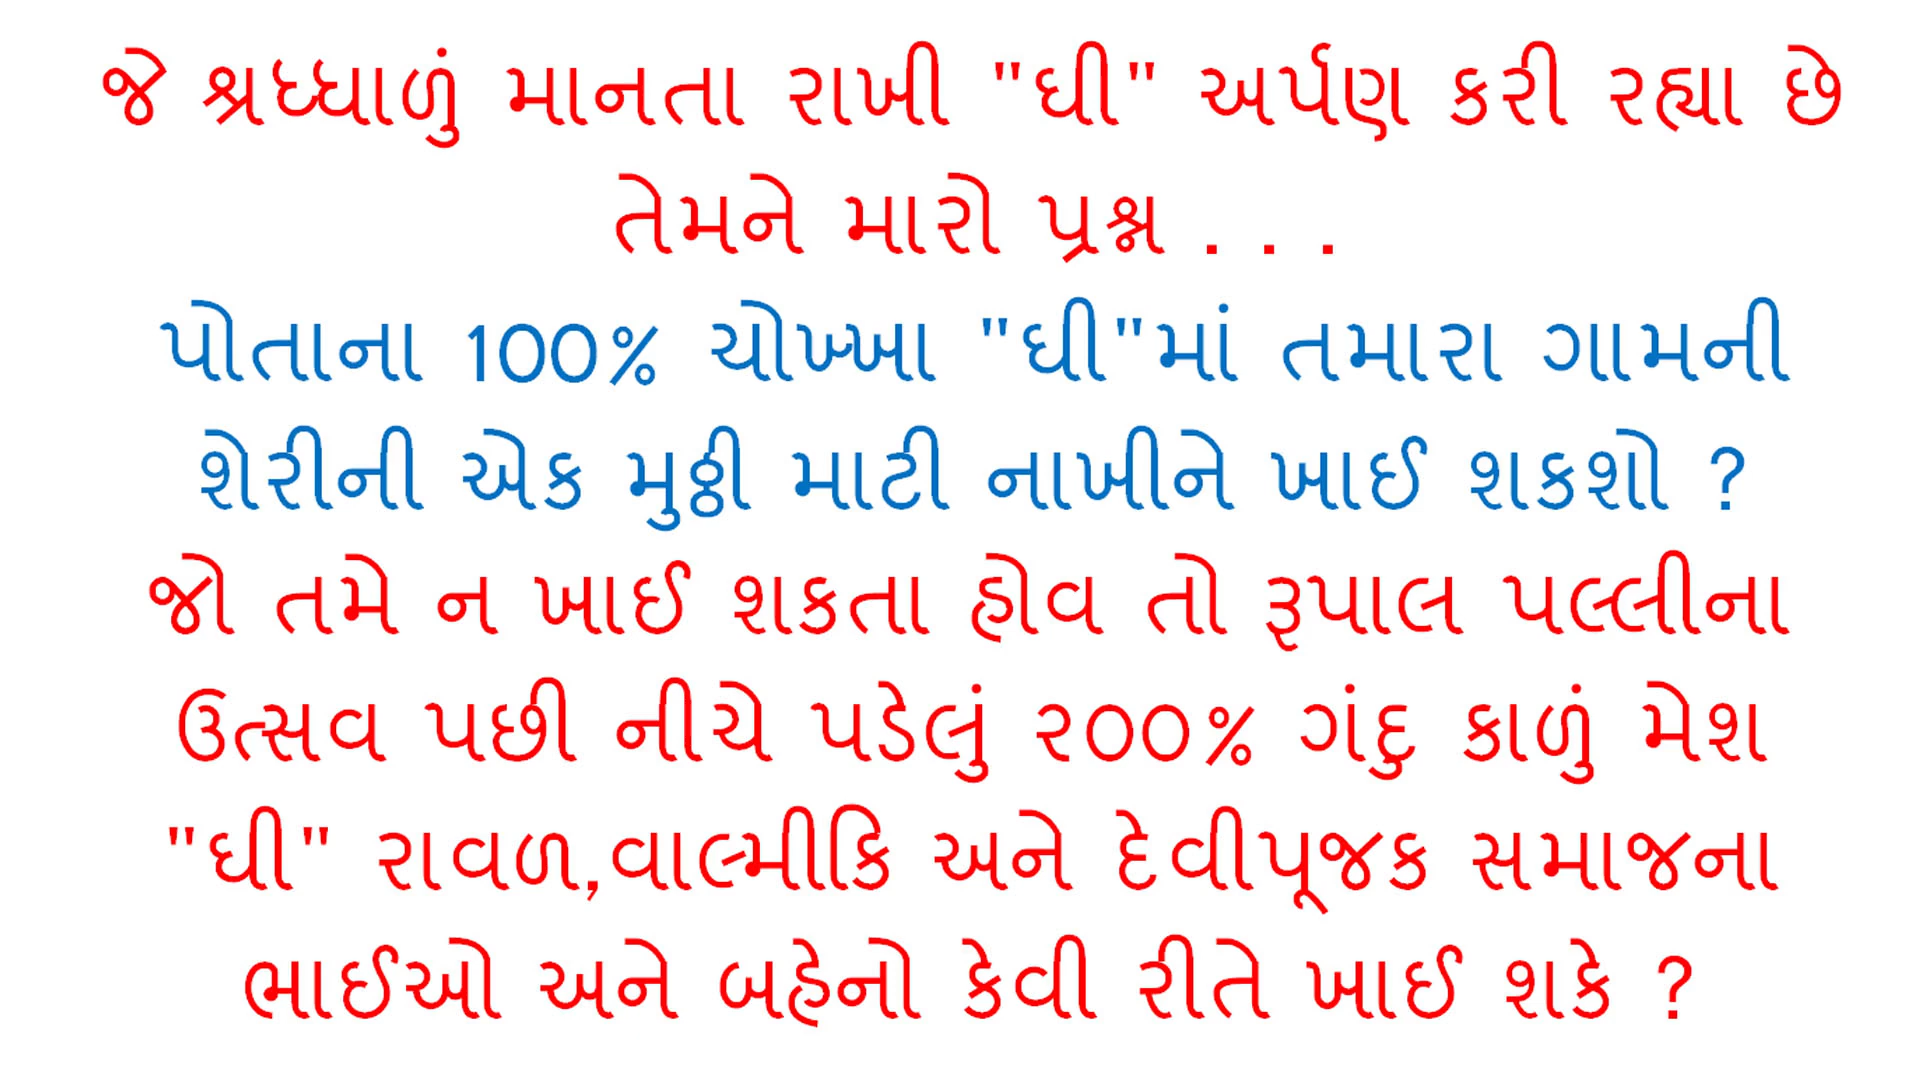 જે શ્રધ્ધાળું માનતા રાખી "ઘી" અર્પણ કરી રહ્યા છે
તેમને મારો પ્રશ્ન . . .
પોતાના 100% ચોખ્ખા "ઘી"માં તમારા ગામની
શેરીની એક મુઠ્ઠી માટી નાખીને ખાઈ શકશો ?
જો તમે ન ખાઈ શકતા હોવ તો રૂપાલ પલ્લીના
ઉત્સવ પછી નીચે પડેલું ૨00% ગંદુ કાળું મેશ
"ઘી" રાવળ,વાલ્મીકિ અને દેવીપૂજક સમાજના
ભાઈઓ અને બહેનો કેવી રીતે ખાઈ શકે ?